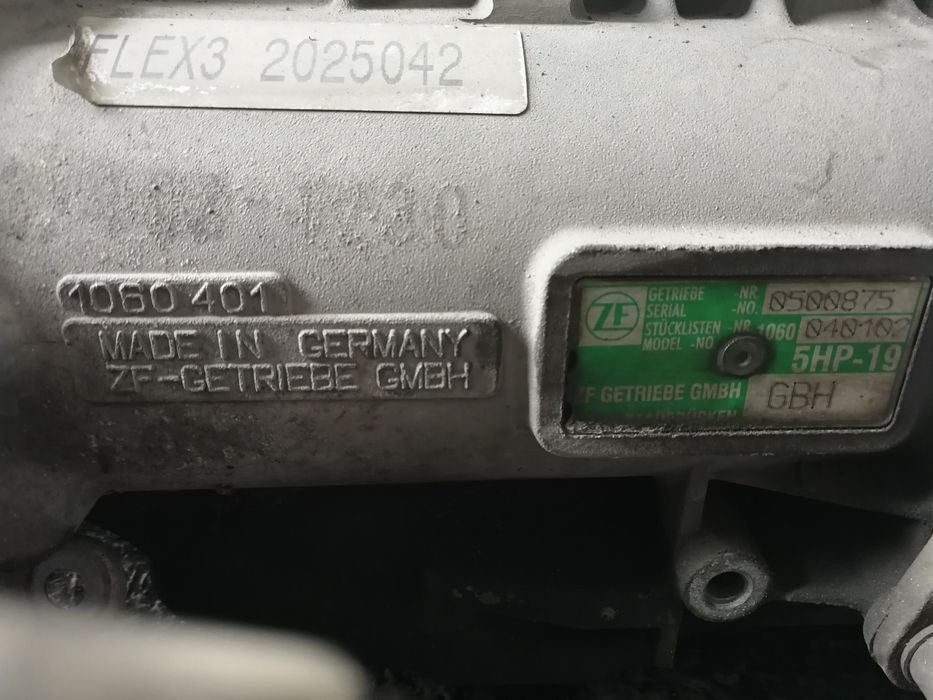 FLEX3 2025042
1060 401
MADE IN GERMANY
ZF-GETRIEBE GMBH
ZF
GETRIEBE -NR.
SERIAL -NO.
0500875
STÜCKLISTEN -NR.
MODEL -NO.
1060 040102
5HP-19
ZF GETRIEBE GMBH
GBH